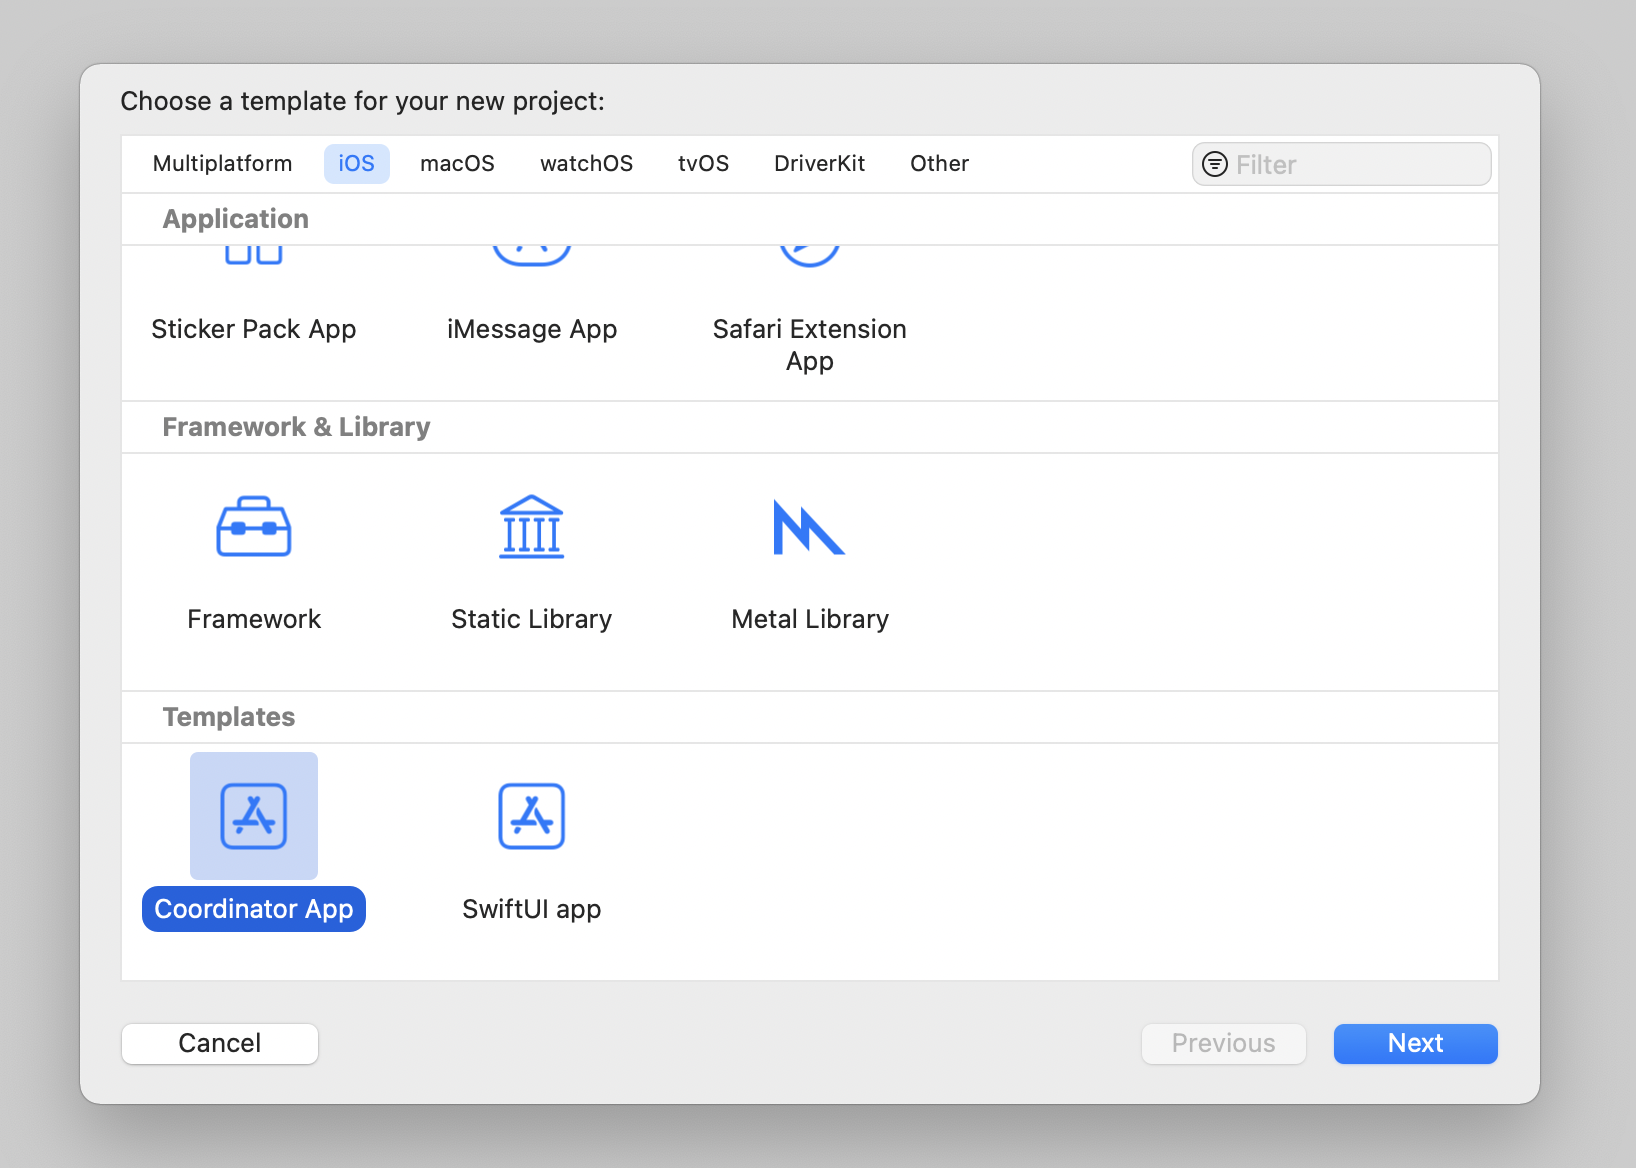 Choose a template for your new project:
Multiplatform iOS macOS watchOS tvOS DriverKit Other Filter
Application
Sticker Pack App iMessage App Safari Extension App
Framework & Library
Framework Static Library Metal Library
Templates
Coordinator App SwiftUI app
Cancel Previous Next